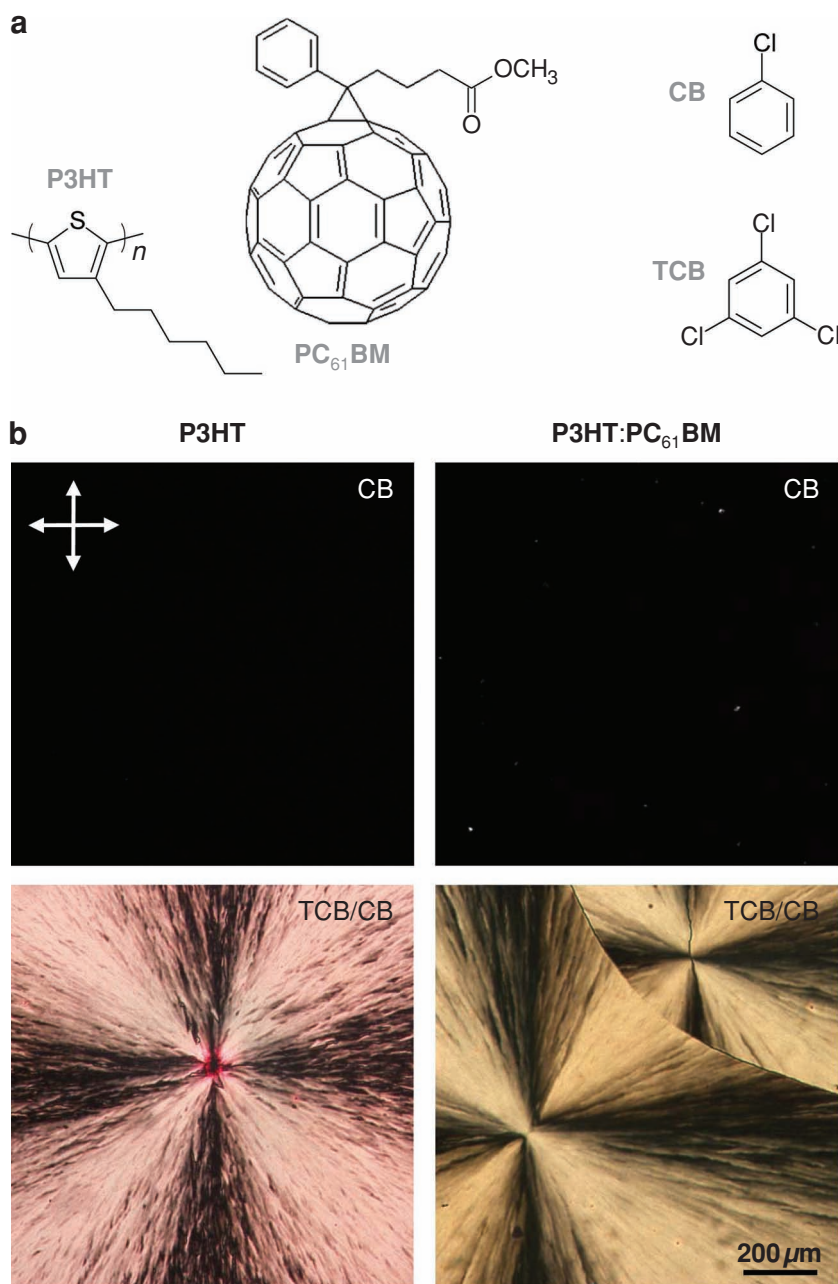 a
Cl
CB
OCH3
O
P3HT
S
n
PC61BM
Cl
TCB
Cl
Cl
b
P3HT
P3HT:PC61BM
CB
CB
TCB/CB
TCB/CB
200 µm